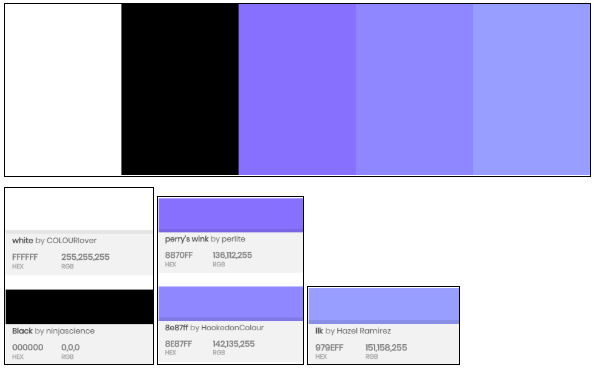 white by COLOURlover
FFFFFF 255,255,255
HEX RGB
Black by ninjascience
000000 0,0,0
HEX RGB
perry's wink by perlite
8870FF 136,112,255
HEX RGB
8e87ff by HookedonColour
8E87FF 142,135,255
HEX RGB
llk by Hazel Ramirez
979EFF 151,158,255
HEX RGB